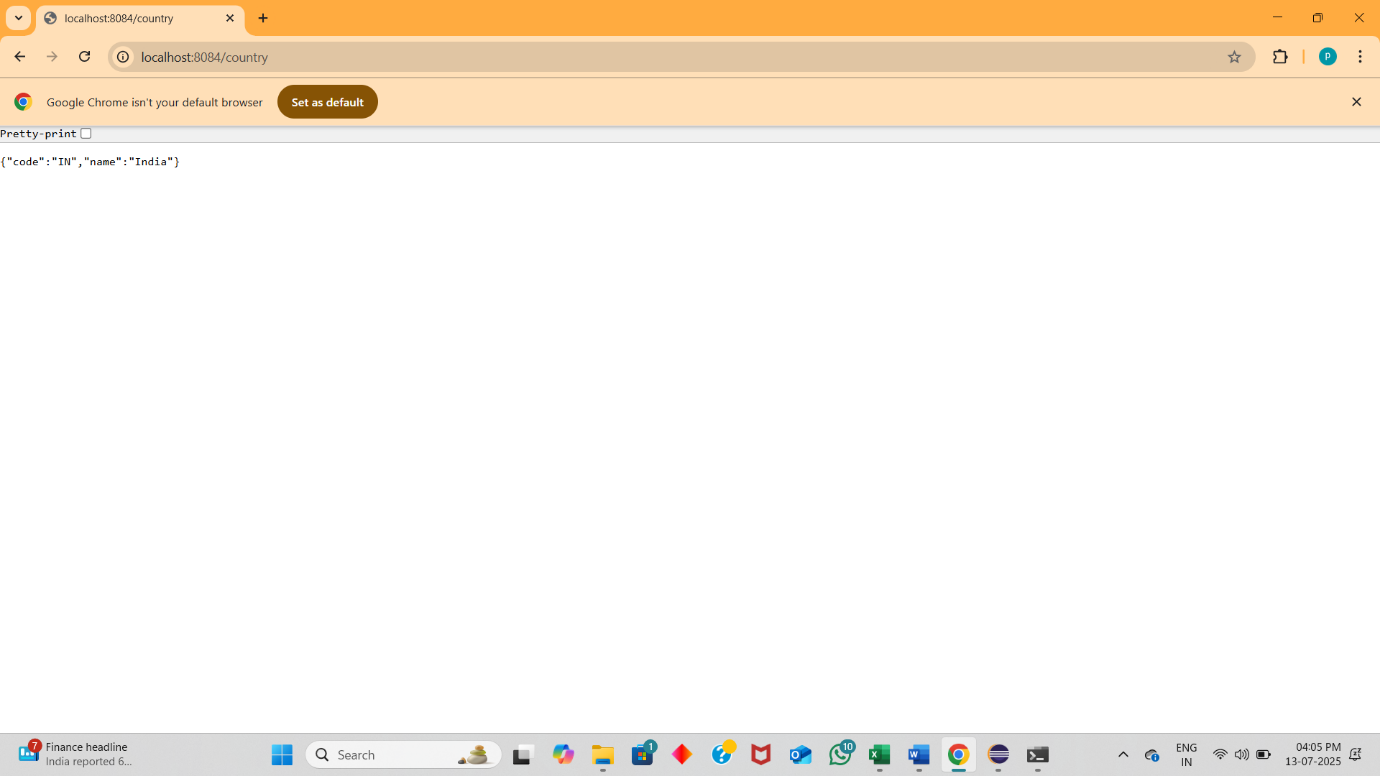 localhost:8084/country
localhost:8084/country
P
Google Chrome isn't your default browser
Set as default
Pretty-print
{"code":"IN","name":"India"}
7
Finance headline
India reported 6...
Search
1
10
ENG
IN
04:05 PM
13-07-2025